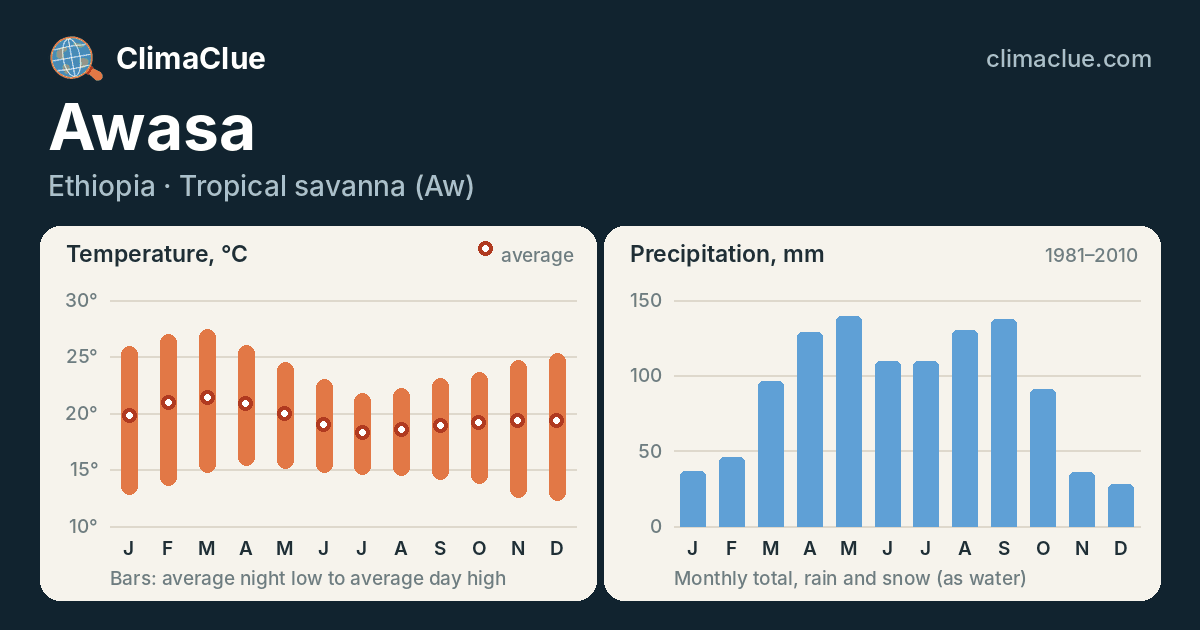 ClimaClue
climaclue.com
Awasa
Ethiopia · Tropical savanna (Aw)
Temperature, °C
average
30°
25°
20°
15°
10°
J F M A M J J A S O N D
Bars: average night low to average day high
Precipitation, mm
1981–2010
150
100
50
0
J F M A M J J A S O N D
Monthly total, rain and snow (as water)